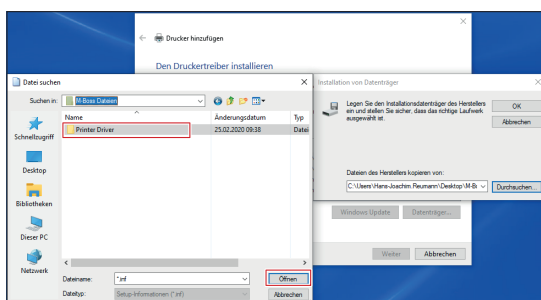 Drucker hinzufügen
Den Druckertreiber installieren
Datei suchen
Suchen in:
M-Boss Dateien
Name
Änderungsdatum
Typ
Printer Driver
25.02.2020 09:38
Datei
Schnellzugriff
Desktop
Bibliotheken
Dieser PC
Netzwerk
Dateiname:
*.inf
Öffnen
Dateityp:
Setup-Informationen (*.inf)
Abbrechen
Installation von Datenträger
Legen Sie den Installationsdatenträger des Herstellers
ein und stellen Sie sicher, dass das richtige Laufwerk
ausgewählt ist.
OK
Abbrechen
Dateien des Herstellers kopieren von:
C:\Users\Hans-Joachim.Reumann\Desktop\M-Bo
Durchsuchen...
Windows Update
Datenträger...
Weiter
Abbrechen